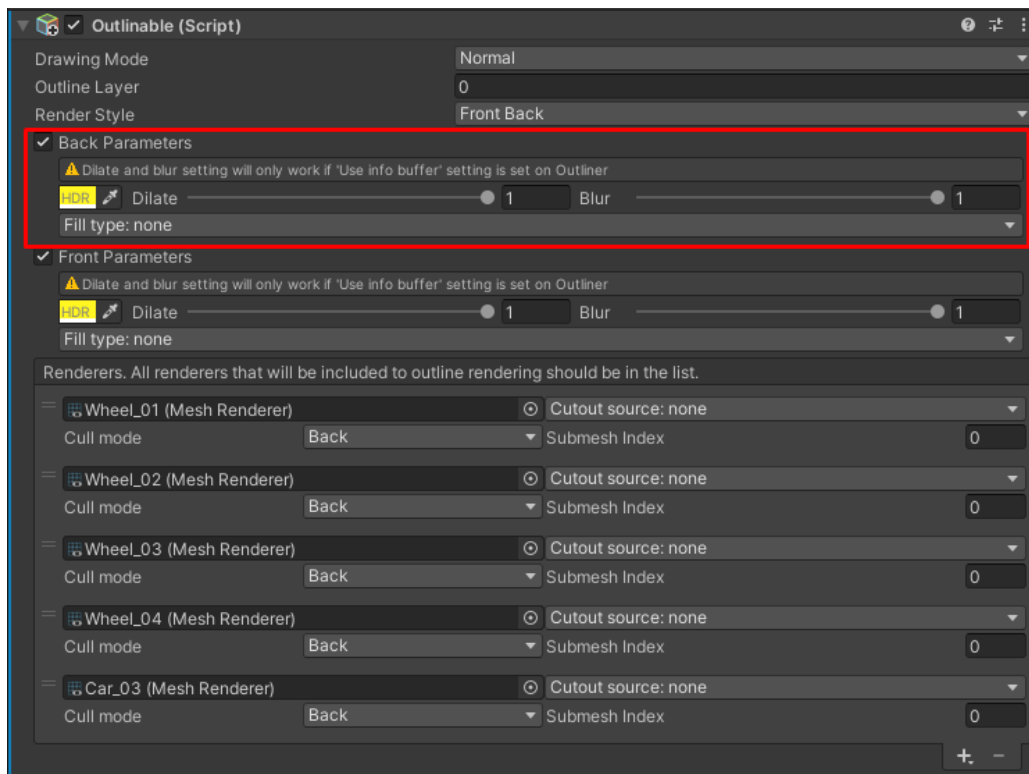 Outlinable (Script)
Drawing Mode Normal
Outline Layer 0
Render Style Front Back
Back Parameters
Dilate and blur setting will only work if 'Use info buffer' setting is set on Outliner
HDR Dilate 1 Blur 1
Fill type: none
Front Parameters
Dilate and blur setting will only work if 'Use info buffer' setting is set on Outliner
HDR Dilate 1 Blur 1
Fill type: none
Renderers. All renderers that will be included to outline rendering should be in the list.
Wheel_01 (Mesh Renderer) Cutout source: none
Cull mode Back Submesh Index 0
Wheel_02 (Mesh Renderer) Cutout source: none
Cull mode Back Submesh Index 0
Wheel_03 (Mesh Renderer) Cutout source: none
Cull mode Back Submesh Index 0
Wheel_04 (Mesh Renderer) Cutout source: none
Cull mode Back Submesh Index 0
Car_03 (Mesh Renderer) Cutout source: none
Cull mode Back Submesh Index 0